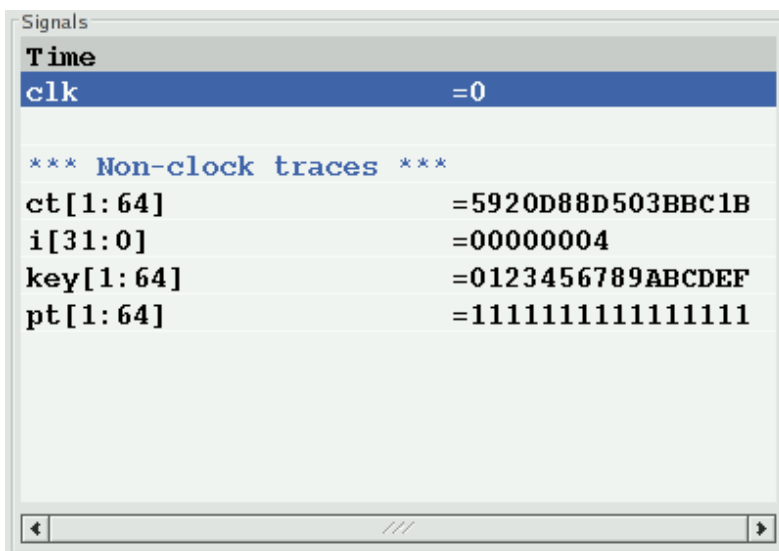 Signals
Time
clk =0
*** Non-clock traces ***
ct[1:64] =5920D88D503BBC1B
i[31:0] =00000004
key[1:64] =0123456789ABCDEF
pt[1:64] =1111111111111111